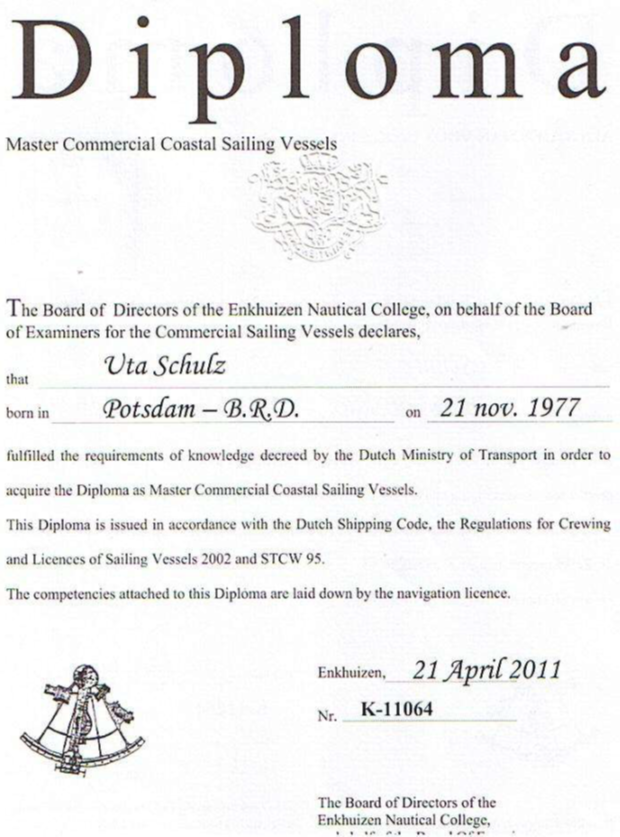 Diploma
Master Commercial Coastal Sailing Vessels
The Board of Directors of the Enkhuizen Nautical College, on behalf of the Board
of Examiners for the Commercial Sailing Vessels declares,
that Uta Schulz
born in Potsdam – B.R.D. on 21 nov. 1977
fulfilled the requirements of knowledge decreed by the Dutch Ministry of Transport in order to
acquire the Diploma as Master Commercial Coastal Sailing Vessels.
This Diploma is issued in accordance with the Dutch Shipping Code, the Regulations for Crewing
and Licences of Sailing Vessels 2002 and STCW 95.
The competencies attached to this Diploma are laid down by the navigation licence.
Enkhuizen, 21 April 2011
Nr. K-11064
The Board of Directors of the
Enkhuizen Nautical College,